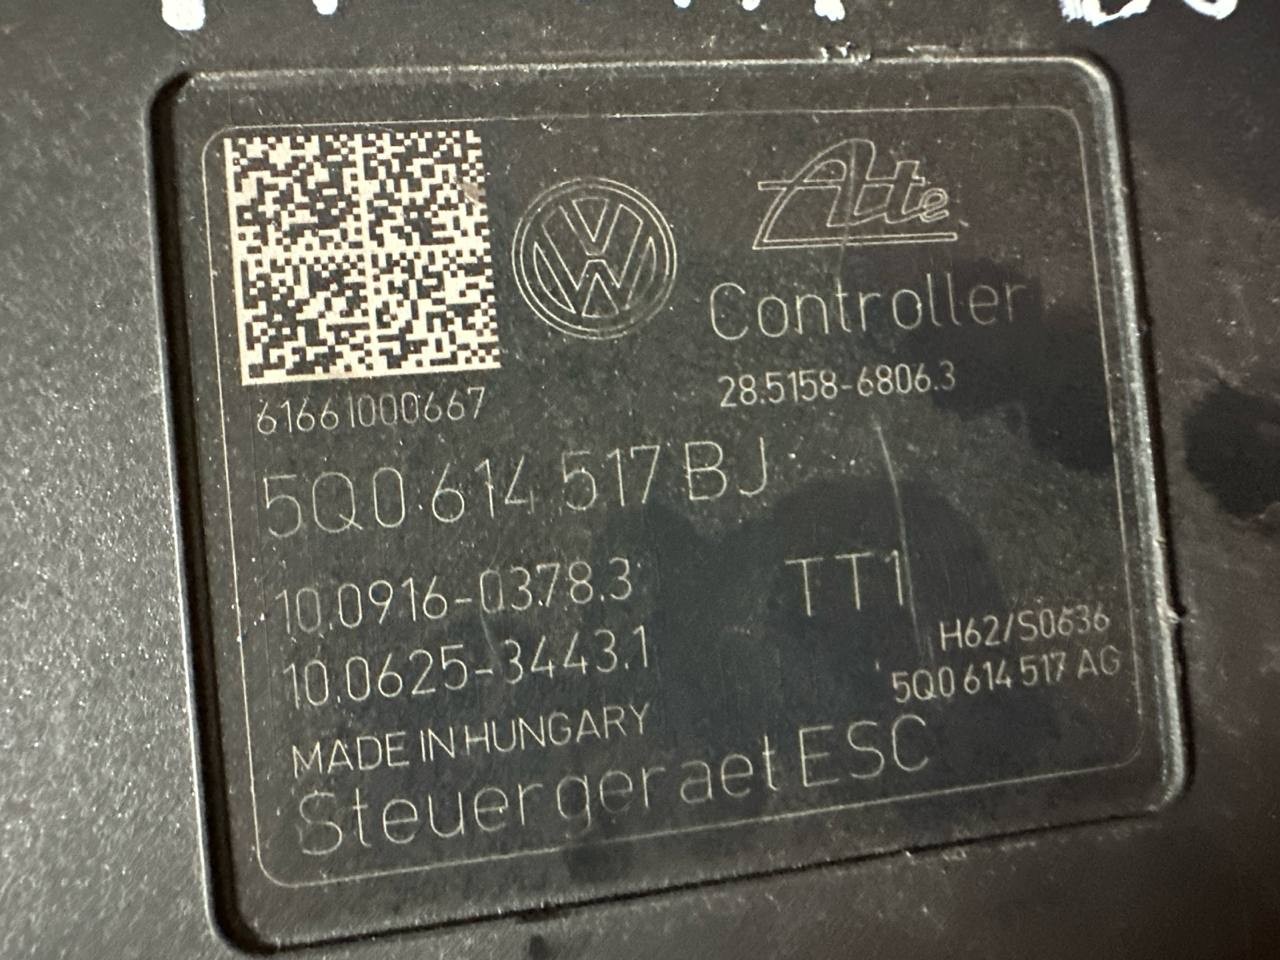 Ate
Controller
28.5158-6806.3
61661000667
5Q0 614 517 BJ
10.0916-0378.3
TT1
10.0625-3443.1
H62/S0636
5Q0 614 517 AG
MADE IN HUNGARY
Steuergeraet ESC